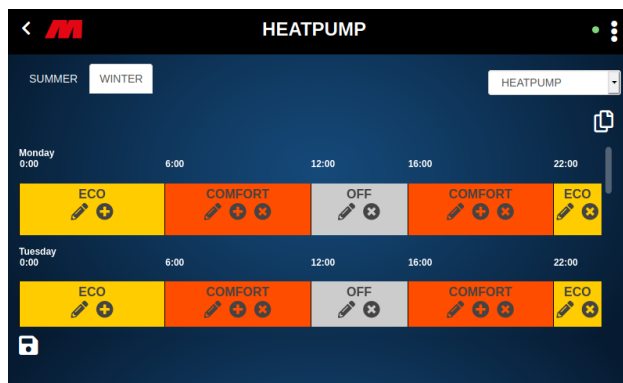 HEATPUMP
SUMMER WINTER HEATPUMP
Monday
0:00 6:00 12:00 16:00 22:00
ECO COMFORT OFF COMFORT ECO
Tuesday
0:00 6:00 12:00 16:00 22:00
ECO COMFORT OFF COMFORT ECO